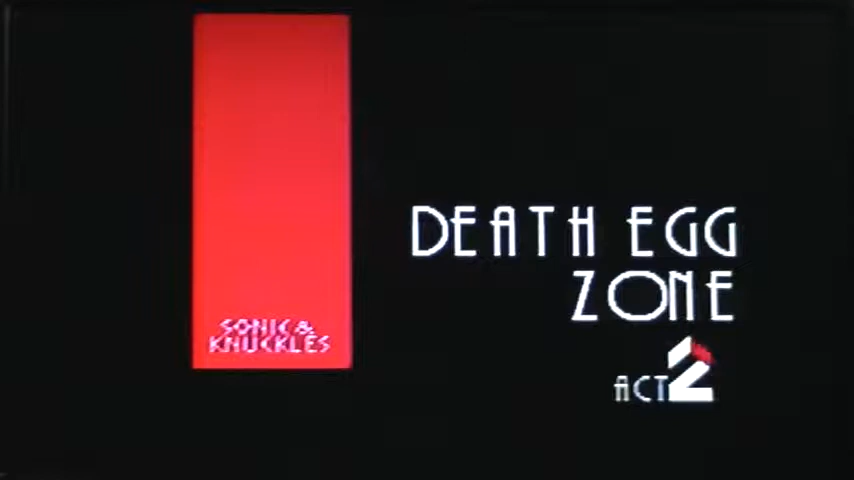 SONIC &
KNUCKLES
DEATH EGG
ZONE
ACT 2